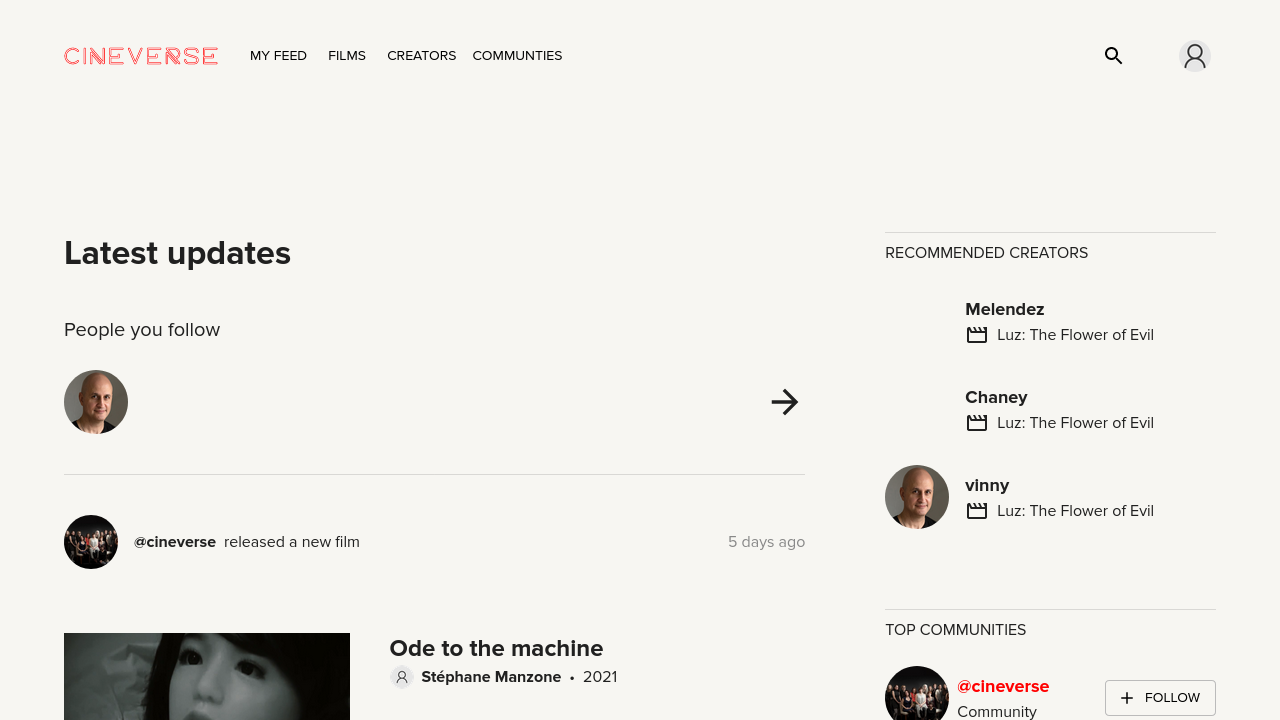 CINEVERSE
MY FEED
FILMS
CREATORS
COMMUNTIES
Latest updates
People you follow
@cineverse released a new film
5 days ago
Ode to the machine
Stéphane Manzone • 2021
RECOMMENDED CREATORS
Melendez
Luz: The Flower of Evil
Chaney
Luz: The Flower of Evil
vinny
Luz: The Flower of Evil
TOP COMMUNITIES
@cineverse
Community
FOLLOW